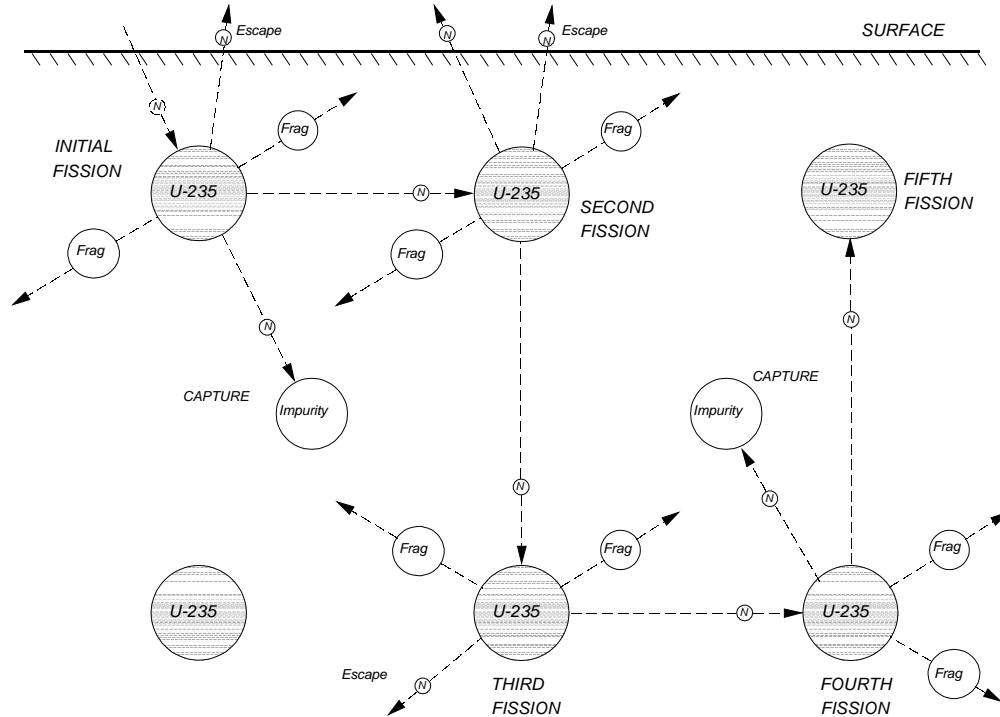 Escape
Escape
SURFACE
N
N
N
N
Frag
Frag
INITIAL
FISSION
U-235
N
U-235
U-235
FIFTH
FISSION
SECOND
FISSION
Frag
Frag
N
N
CAPTURE
CAPTURE
Impurity
Impurity
N
N
Frag
Frag
Frag
U-235
U-235
N
U-235
Escape
N
THIRD
FISSION
FOURTH
FISSION
Frag